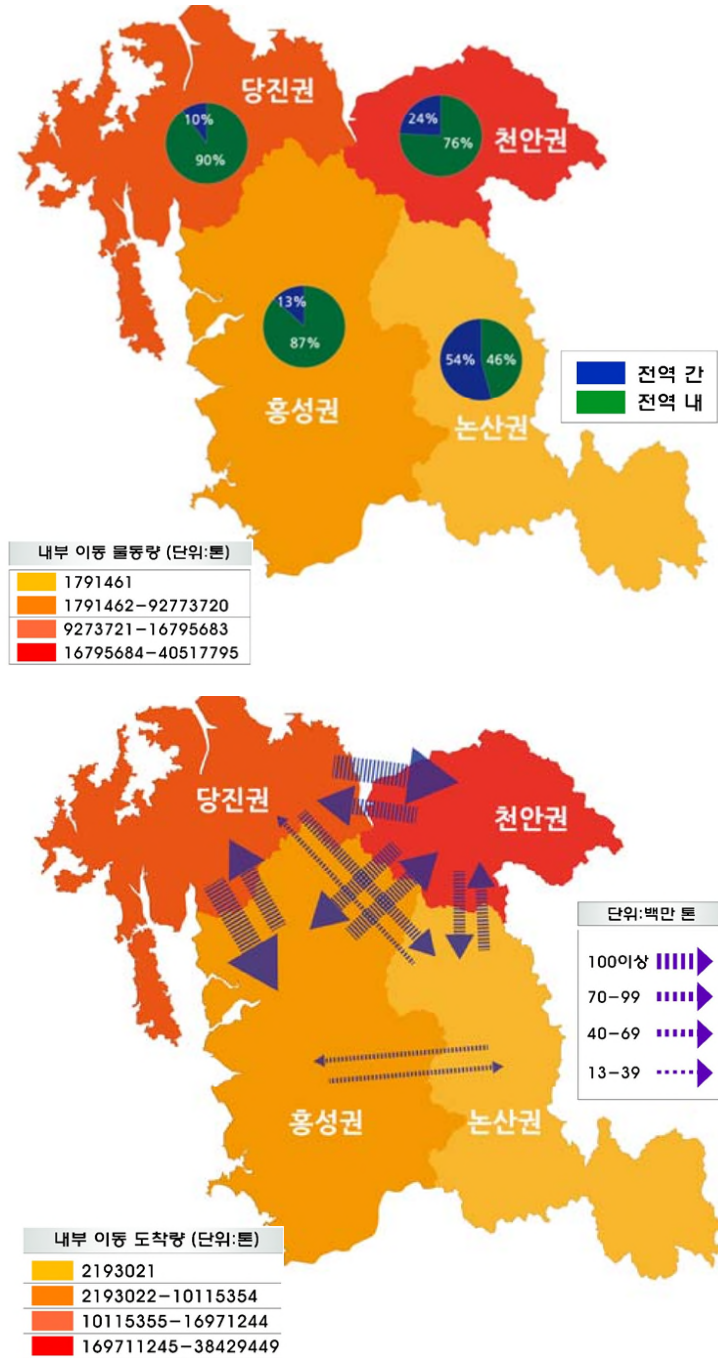 당진권
천안권
10%
90%
24%
76%
13%
87%
54%
46%
홍성권
논산권
전역 간
전역 내
내부 이동 물동량 (단위:톤)
1791461
1791462-92773720
9273721-16795683
16795684-40517795
당진권
천안권
단위:백만 톤
100이상
70-99
40-69
13-39
홍성권
논산권
내부 이동 도착량 (단위:톤)
2193021
2193022-10115354
10115355-16971244
169711245-38429449